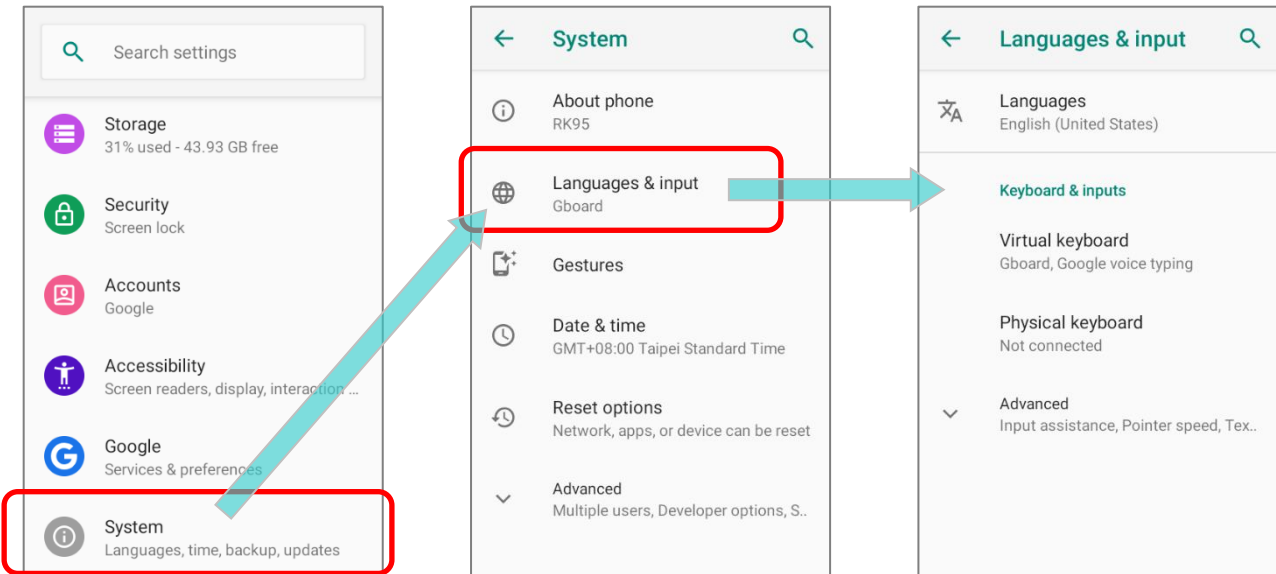 Search settings
Storage
31% used - 43.93 GB free
Security
Screen lock
Accounts
Google
Accessibility
Screen readers, display, interaction ...
Google
Services & preferences
System
Languages, time, backup, updates
System
About phone
RK95
Languages & input
Gboard
Gestures
Date & time
GMT+08:00 Taipei Standard Time
Reset options
Network, apps, or device can be reset
Advanced
Multiple users, Developer options, S..
Languages & input
Languages
English (United States)
Keyboard & inputs
Virtual keyboard
Gboard, Google voice typing
Physical keyboard
Not connected
Advanced
Input assistance, Pointer speed, Tex..